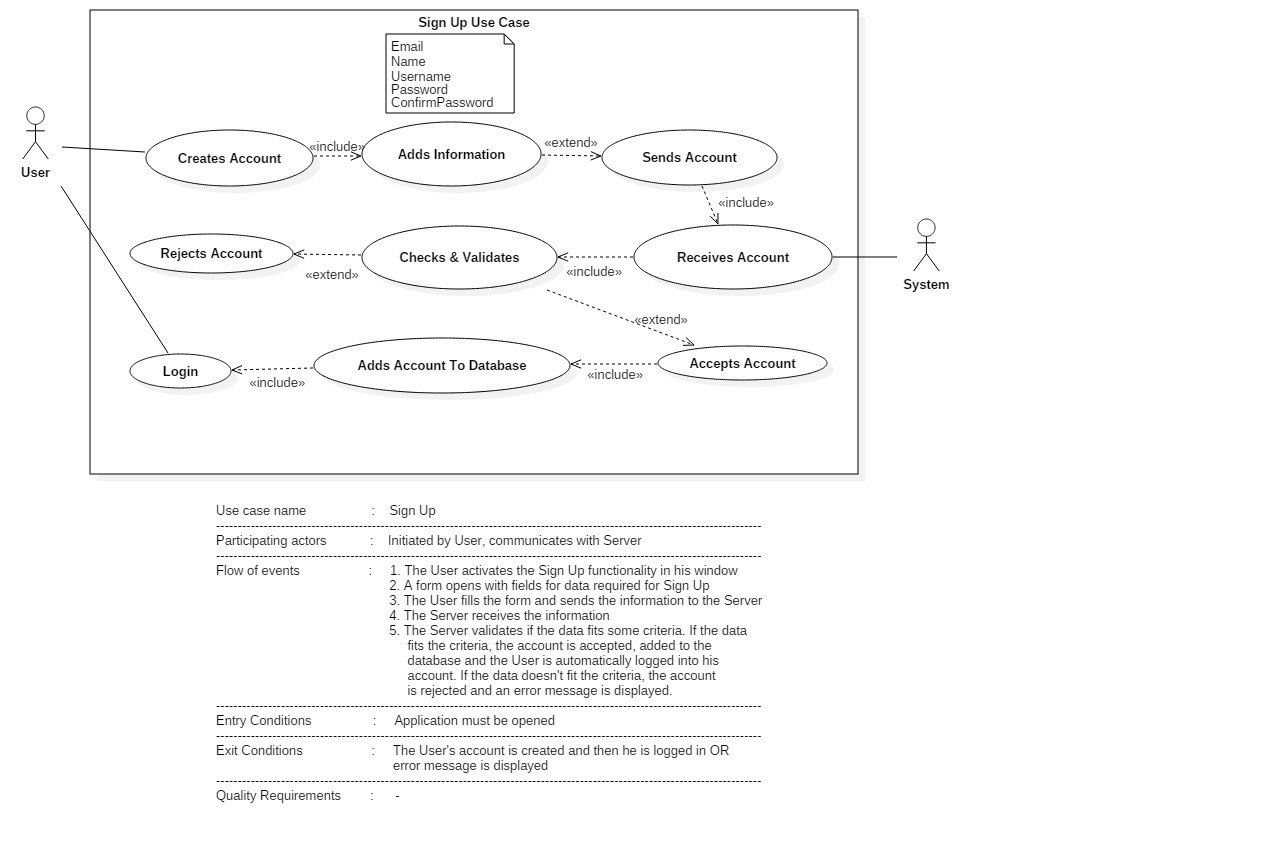 Sign Up Use Case
Email
Name
Username
Password
ConfirmPassword
User
Creates Account
«include»
Adds Information
«extend»
Sends Account
«include»
Rejects Account
«extend»
Checks & Validates
«include»
Receives Account
System
«extend»
Login
«include»
Adds Account To Database
«include»
Accepts Account
Use case name : Sign Up
Participating actors : Initiated by User, communicates with Server
Flow of events : 1. The User activates the Sign Up functionality in his window
2. A form opens with fields for data required for Sign Up
3. The User fills the form and sends the information to the Server
4. The Server receives the information
5. The Server validates if the data fits some criteria. If the data
fits the criteria, the account is accepted, added to the
database and the User is automatically logged into his
account. If the data doesn't fit the criteria, the account
is rejected and an error message is displayed.
Entry Conditions : Application must be opened
Exit Conditions : The User's account is created and then he is logged in OR
error message is displayed
Quality Requirements : -